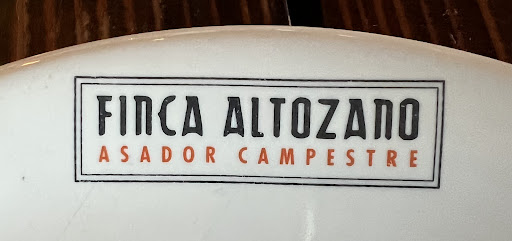 FINCA ALTOZANO
ASADOR CAMPESTRE